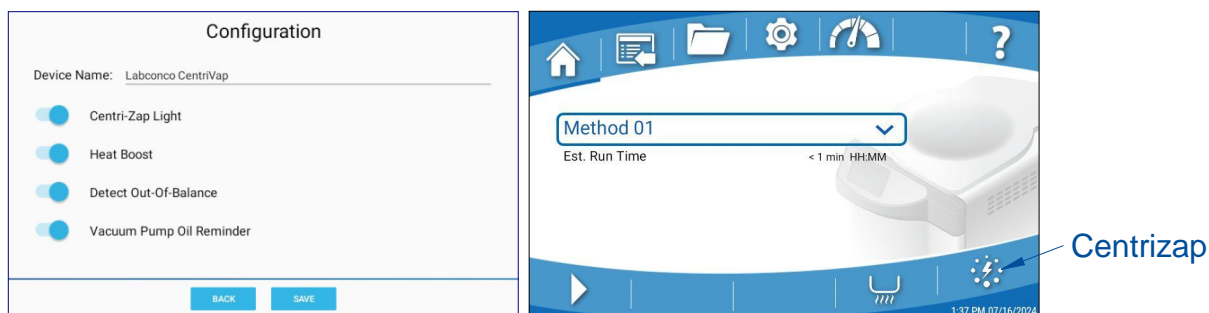 Configuration
Device Name: Labconco CentriVap
Centri-Zap Light
Heat Boost
Detect Out-Of-Balance
Vacuum Pump Oil Reminder
BACK SAVE
?
Method 01
Est. Run Time < 1 min HH:MM
Centrizap
1:37 PM 07/16/2024